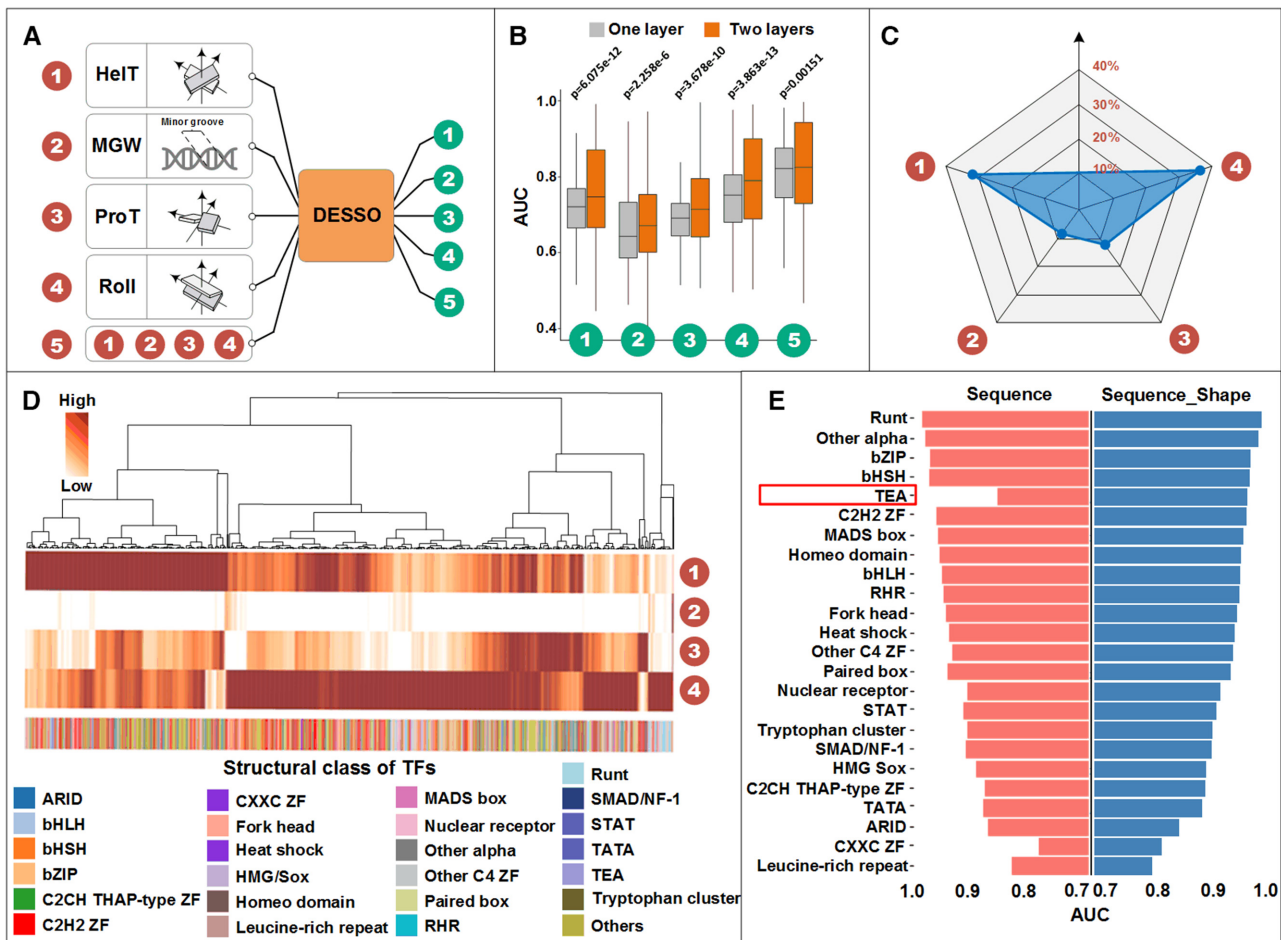 A
1
HelT
2
Minor groove
MGW
3
ProT
4
Roll
5
1 2 3 4
DESSO
1
2
3
4
5
B
One layer Two layers
p=6.075e-12
p=2.258e-6
p=3.678e-10
p=3.863e-13
p=0.00151
AUC
1.0
0.8
0.6
0.4
1 2 3 4 5
C
40%
30%
20%
10%
1
4
2
3
D
High
Low
1
2
3
4
Structural class of TFs
ARID
bHLH
bHSH
bZIP
C2CH THAP-type ZF
C2H2 ZF
CXXC ZF
Fork head
Heat shock
HMG/Sox
Homeo domain
Leucine-rich repeat
MADS box
Nuclear receptor
Other alpha
Other C4 ZF
Paired box
RHR
Runt
SMAD/NF-1
STAT
TATA
TEA
Tryptophan cluster
Others
E
Sequence Sequence_Shape
Runt
Other alpha
bZIP
bHSH
TEA
C2H2 ZF
MADS box
Homeo domain
bHLH
RHR
Fork head
Heat shock
Other C4 ZF
Paired box
Nuclear receptor
STAT
Tryptophan cluster
SMAD/NF-1
HMG Sox
C2CH THAP-type ZF
TATA
ARID
CXXC ZF
Leucine-rich repeat
1.0 0.9 0.8 0.7 0.7 0.8 0.9 1.0
AUC